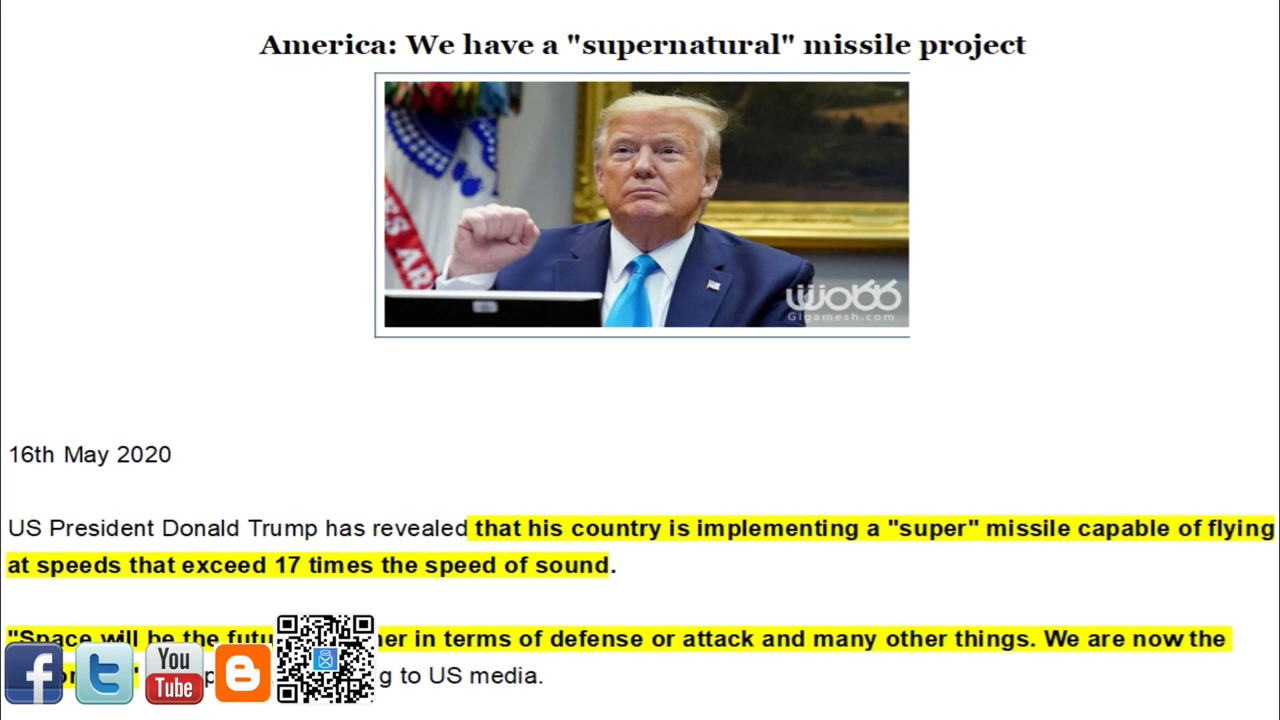 America: We have a "supernatural" missile project
ES AR
Gilgamesh.com
16th May 2020
US President Donald Trump has revealed that his country is implementing a "super" missile capable of flying
at speeds that exceed 17 times the speed of sound.
"Space will be the in terms of defense or attack and many other things. We are now the
to US media.
f
t
You
Tube
B